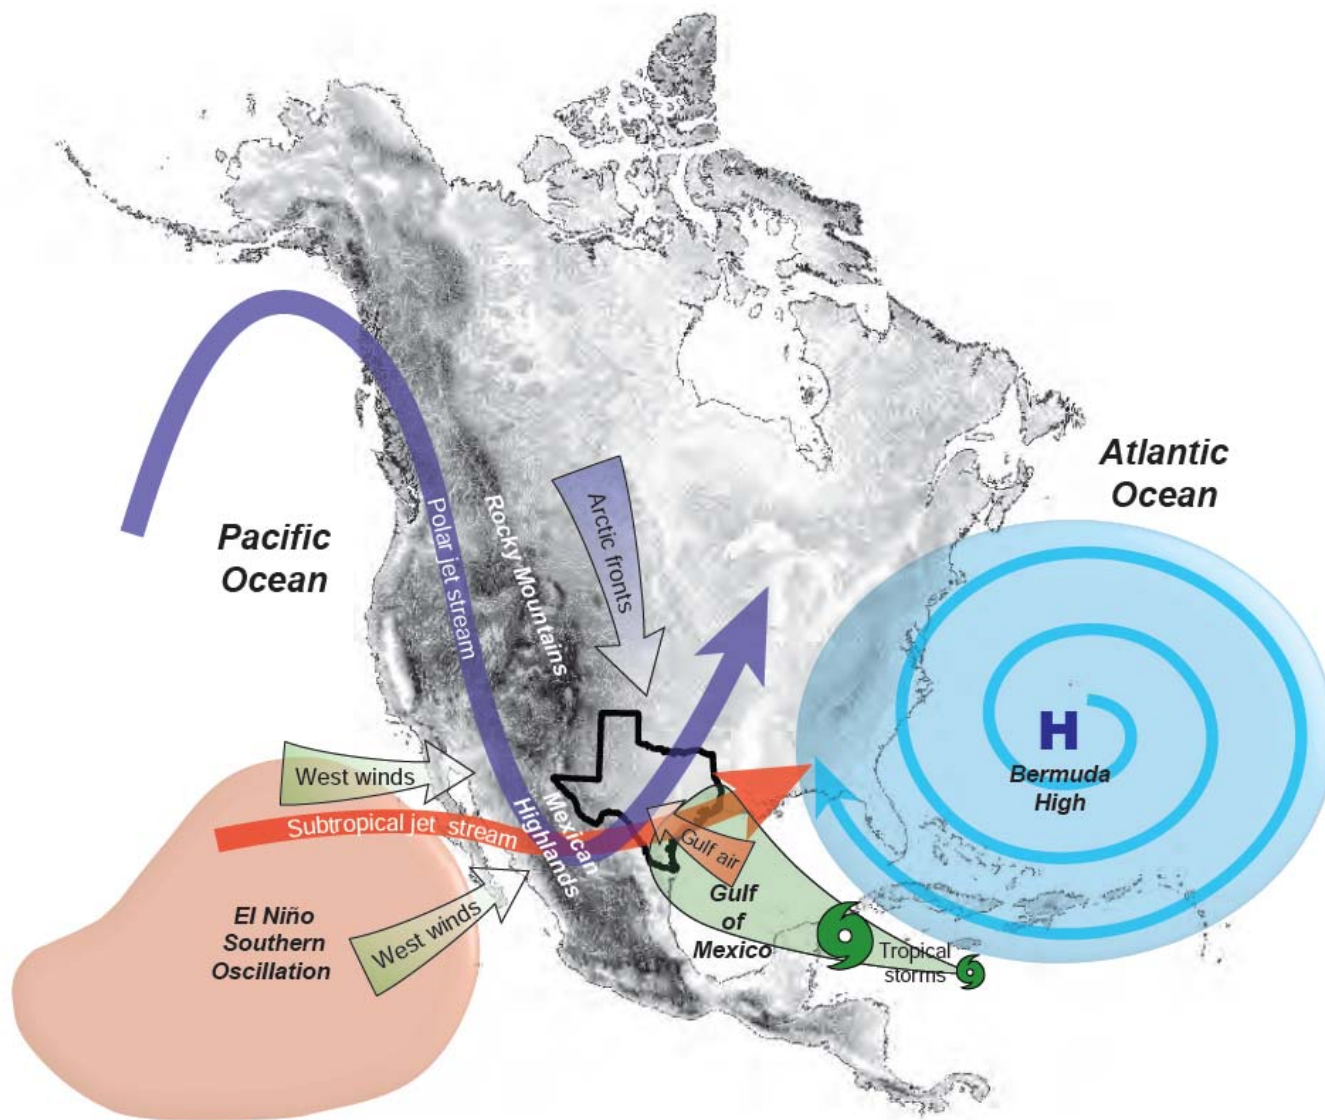 Atlantic
Ocean
Pacific
Ocean
Polar jet stream
Rocky Mountains
Arctic fronts
H
Bermuda
High
West winds
Subtropical jet stream
Mexican
Highlands
Gulf air
Gulf
of
Mexico
El Niño
Southern
Oscillation
West winds
Tropical
storms